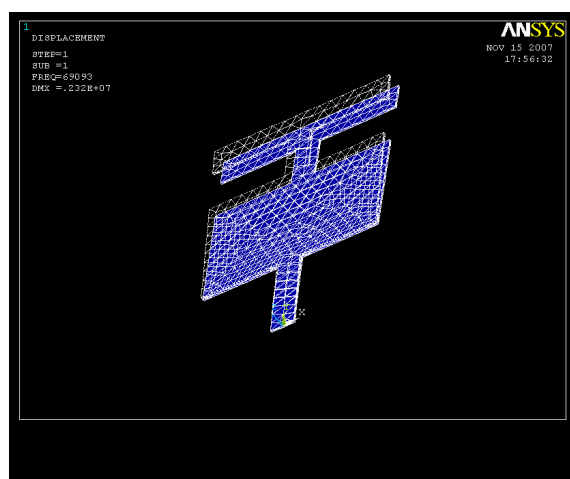 1
DISPLACEMENT
STEP=1
SUB =1
FREQ=69093
DMX =.232E+07
ANSYS
NOV 15 2007
17:56:32
X